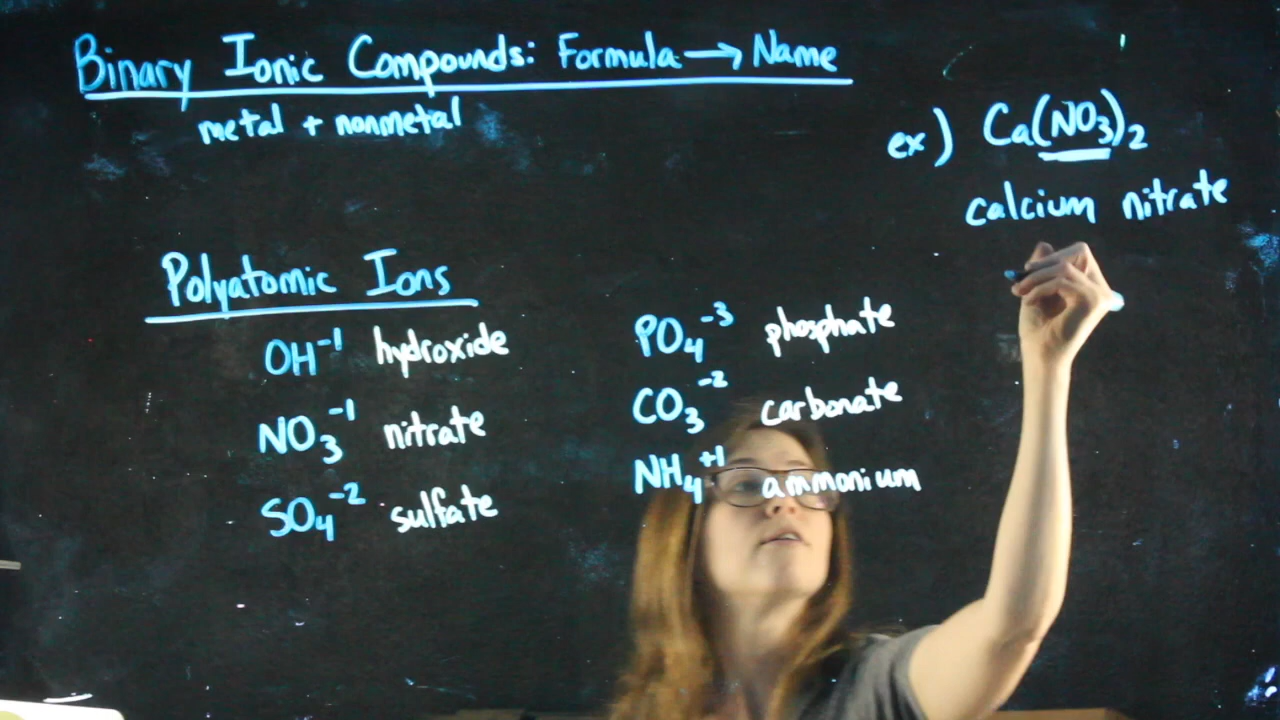 Binary Ionic Compounds: Formula → Name
metal + nonmetal
ex) Ca(NO₃)₂
calcium nitrate
Polyatomic Ions
OH⁻¹ hydroxide
NO₃⁻¹ nitrate
SO₄⁻² sulfate
PO₄⁻³ phosphate
CO₃⁻² carbonate
NH₄⁺¹ ammonium